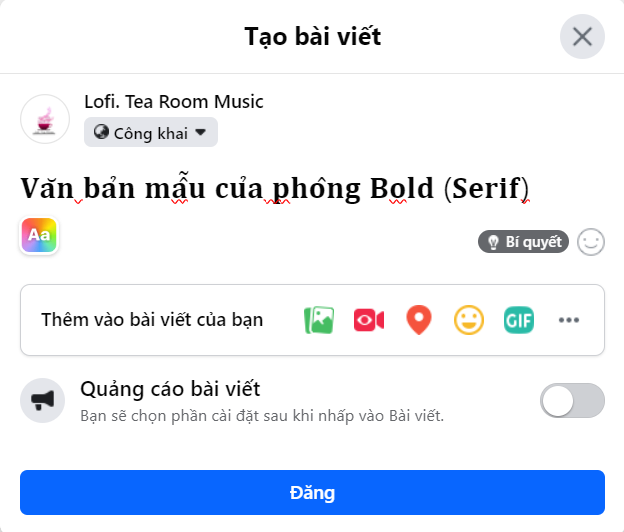 Tạo bài viết
Lofi. Tea Room Music
Công khai
Văn bản mẫu của phông Bold (Serif)
Aa
Bí quyết
Thêm vào bài viết của bạn
GIF
Quảng cáo bài viết
Bạn sẽ chọn phần cài đặt sau khi nhấp vào Bài viết.
Đăng